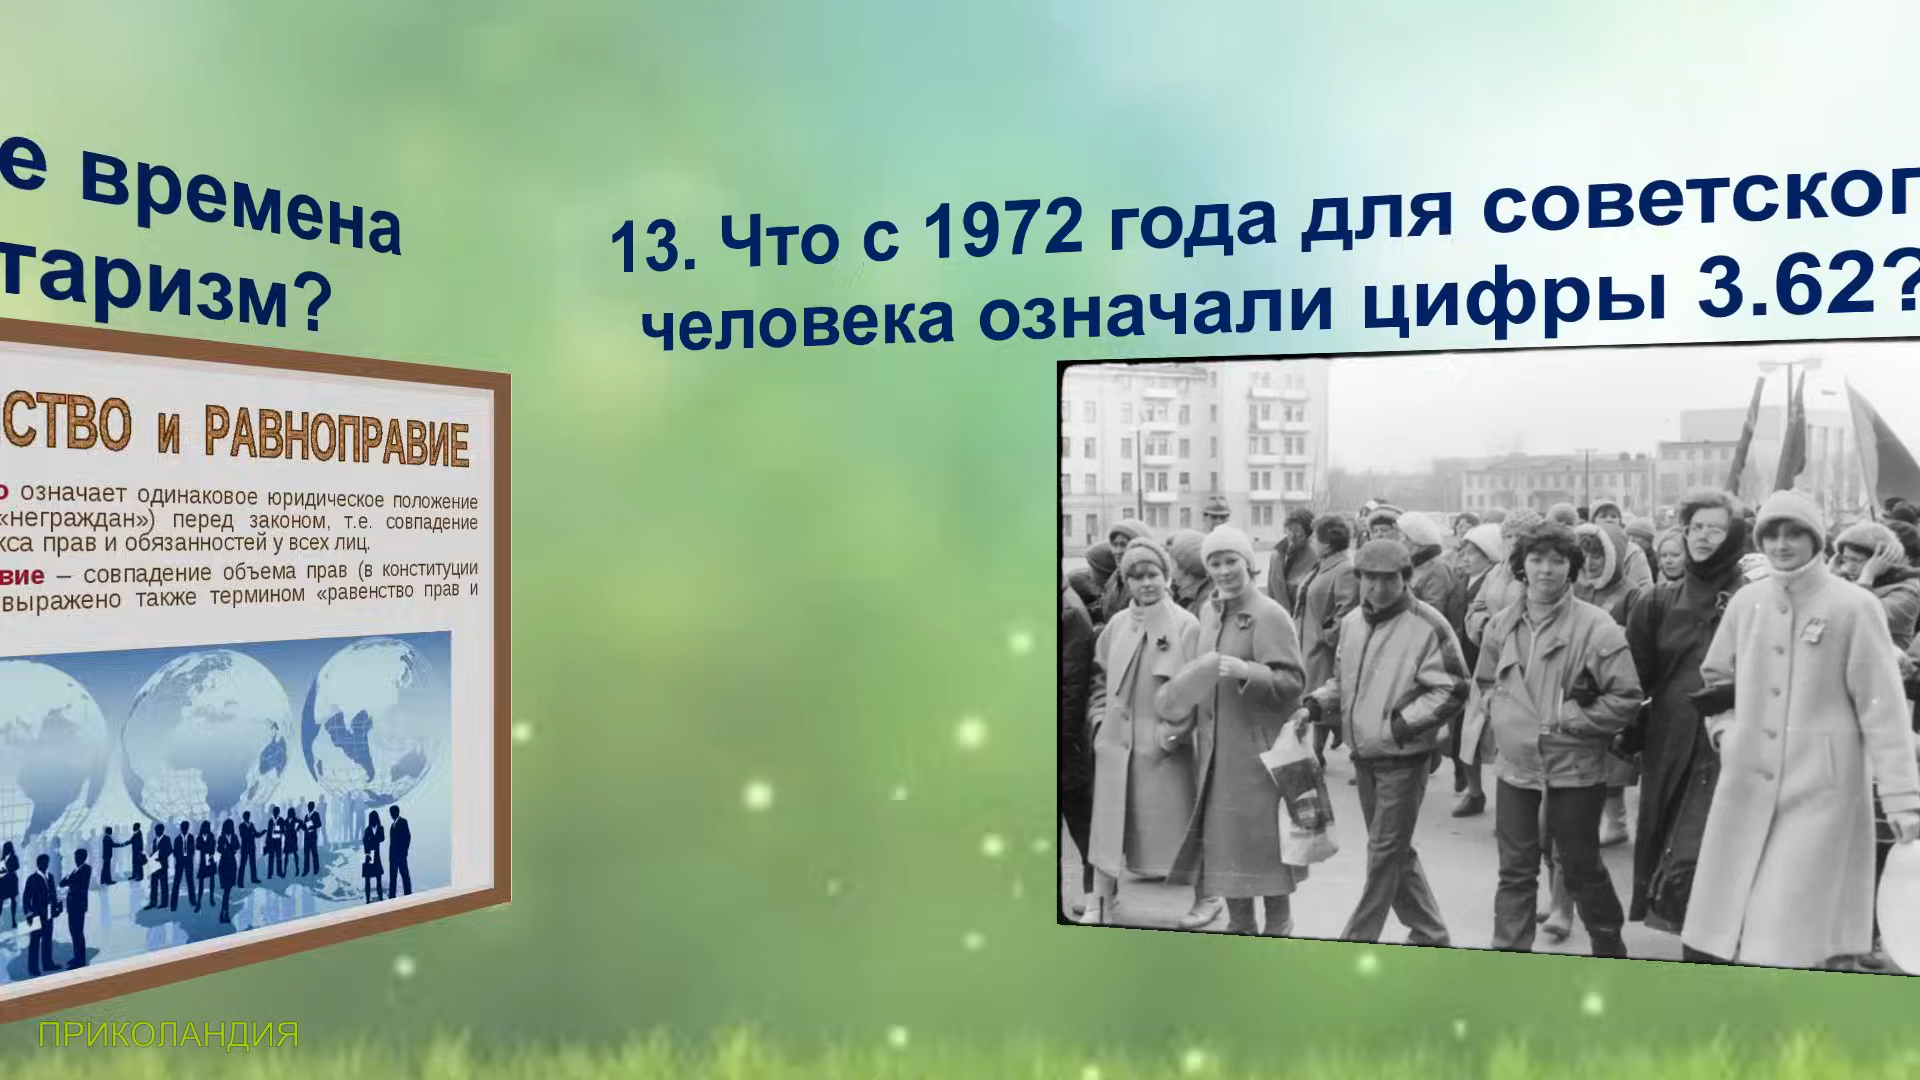 е времена
таризм?
СТВО и РАВНОПРАВИЕ
означает одинаковое юридическое положение
«неграждан») перед законом, т.е. совпадение
кса прав и обязанностей у всех лиц.
вие – совпадение объема прав (в конституции
выражено также термином «равенство прав и
13. Что с 1972 года для советског
человека означали цифры 3.62?
ПРИКОЛАНДИЯ